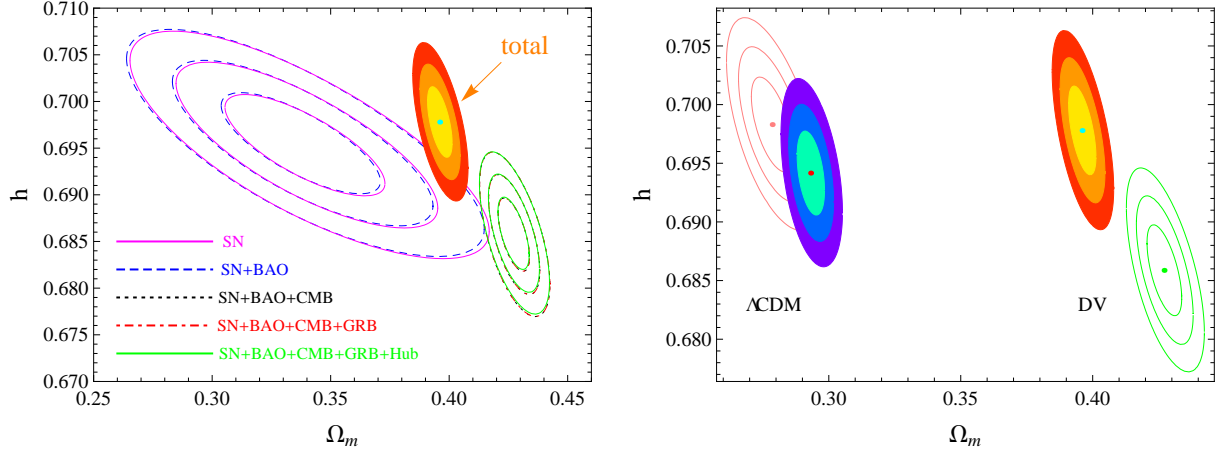 0.710
0.705
0.700
0.695
0.690
0.685
0.680
0.675
0.670
h
total
SN
SN+BAO
SN+BAO+CMB
SN+BAO+CMB+GRB
SN+BAO+CMB+GRB+Hub
0.25 0.30 0.35 0.40 0.45
Ωm
0.705
0.700
0.695
0.690
0.685
0.680
h
ΛCDM DV
0.30 0.35 0.40
Ωm